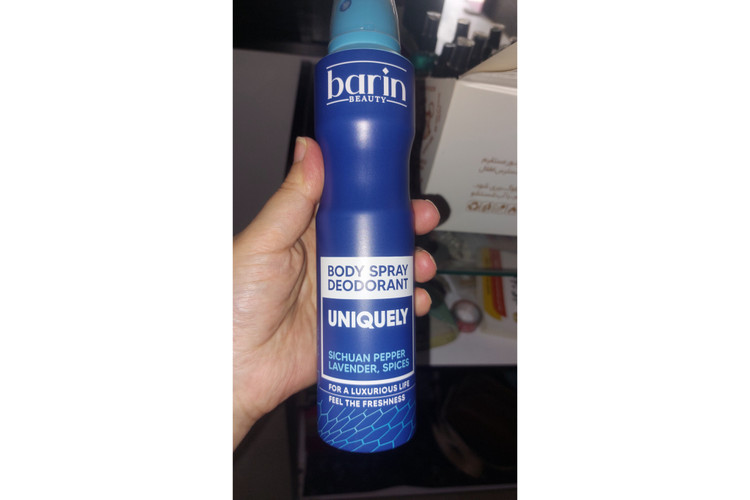 barin
BEAUTY
BODY SPRAY
DEODORANT
UNIQUELY
SICHUAN PEPPER
LAVENDER, SPICES
FOR A LUXURIOUS LIFE
FEEL THE FRESHNESS